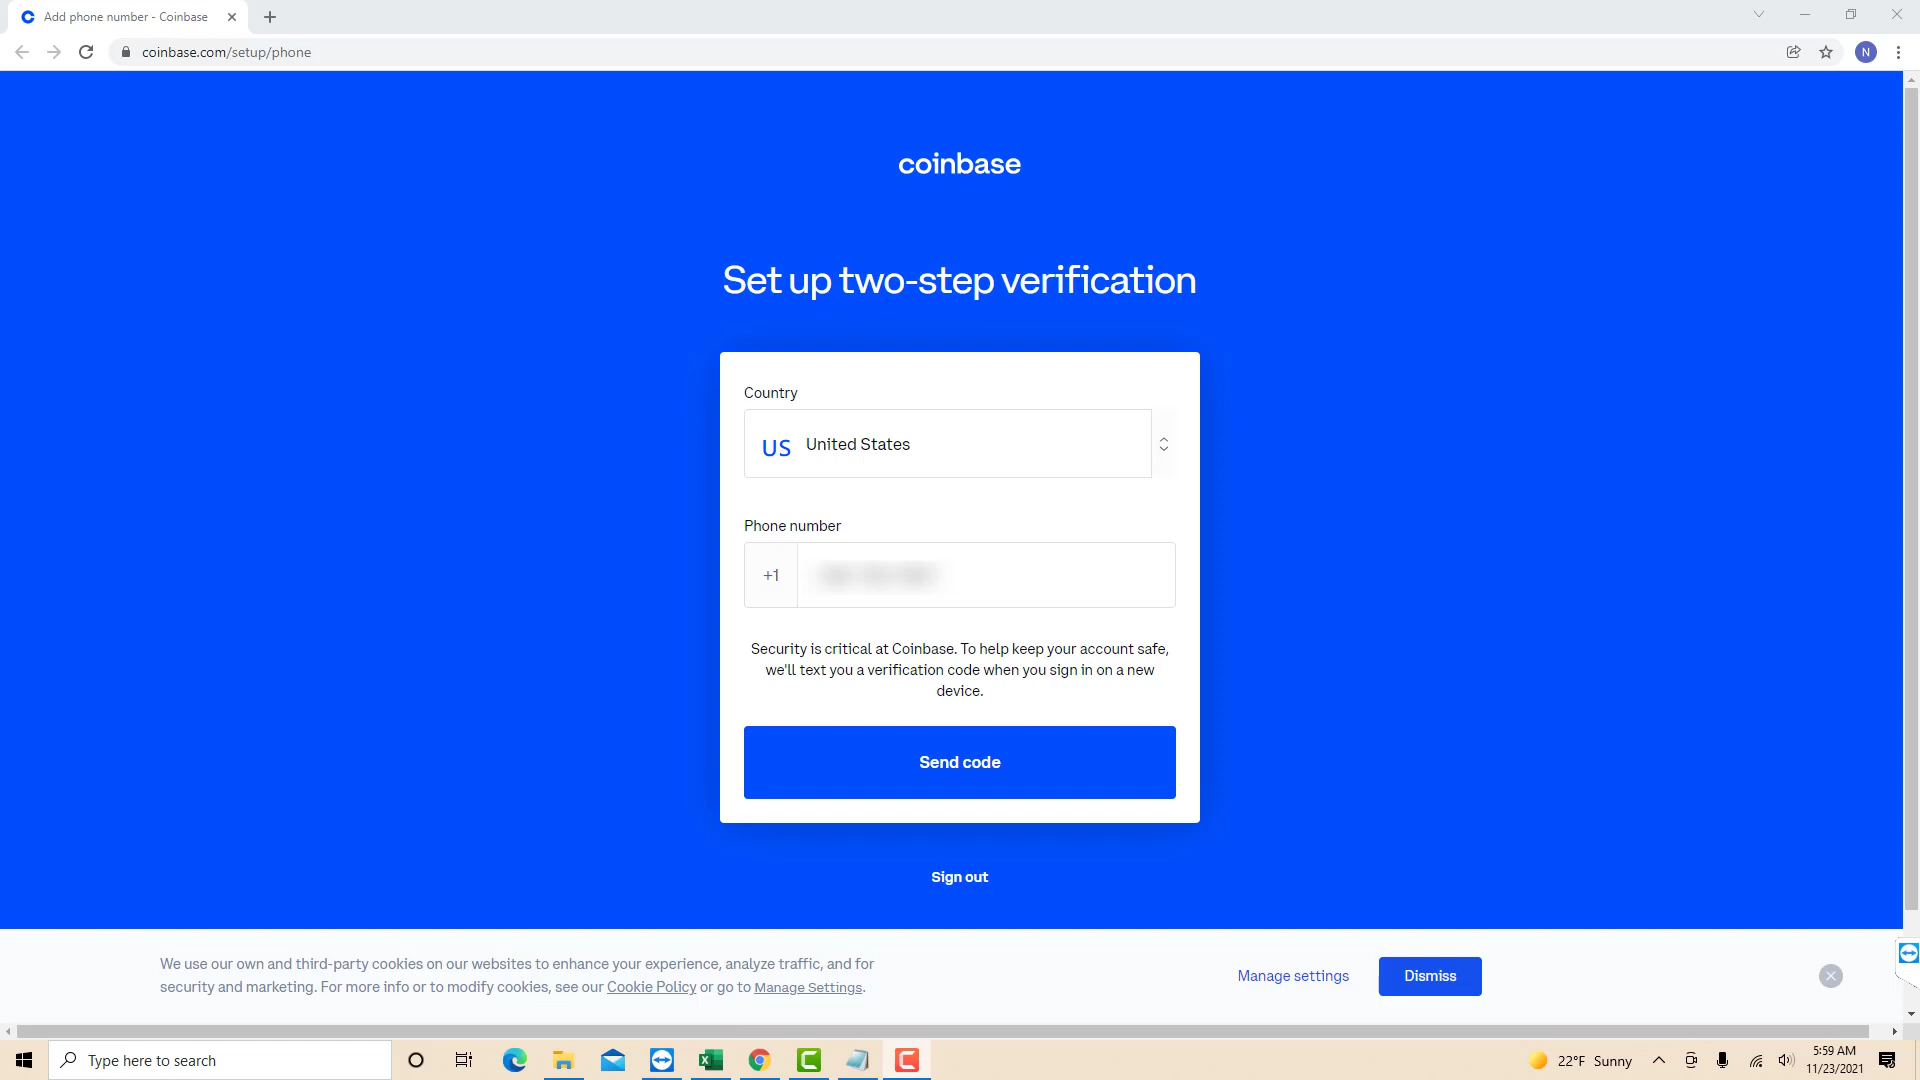 Add phone number - Coinbase
coinbase.com/setup/phone
N
coinbase
Set up two-step verification
Country
US United States
Phone number
+1
Security is critical at Coinbase. To help keep your account safe,
we'll text you a verification code when you sign in on a new
device.
Send code
Sign out
We use our own and third-party cookies on our websites to enhance your experience, analyze traffic, and for
security and marketing. For more info or to modify cookies, see our Cookie Policy or go to Manage Settings.
Manage settings
Dismiss
Type here to search
22°F Sunny
5:59 AM
11/23/2021